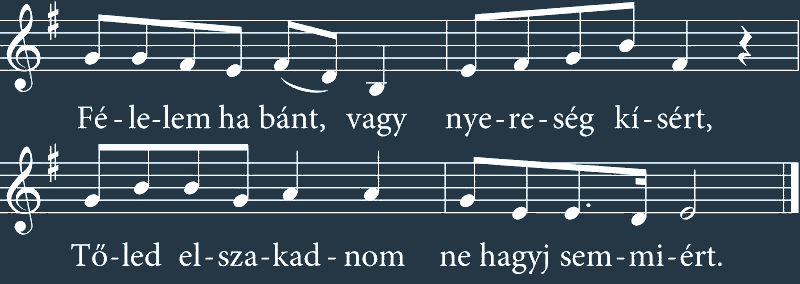 Fé - le-lem ha bánt, vagy nye - re - ség kí - sért,
Tő-led el-sza-kad - nom ne hagyj sem-mi-ért.